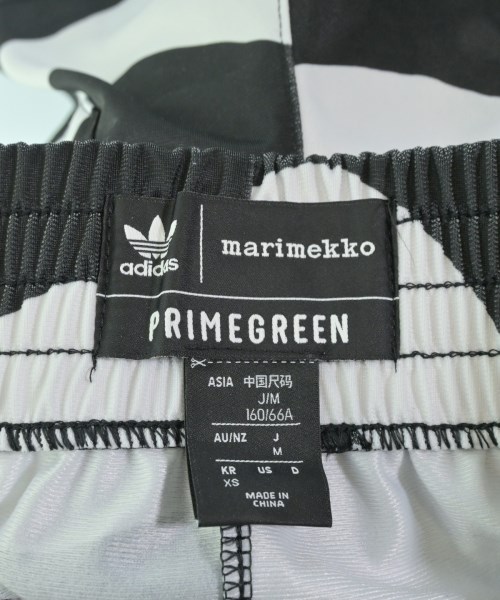 adidas
marimekko
PRIMEGREEN
ASIA 中国尺码
J/M
160/66A
AU/NZ J
M
KR US D
XS
MADE IN
CHINA